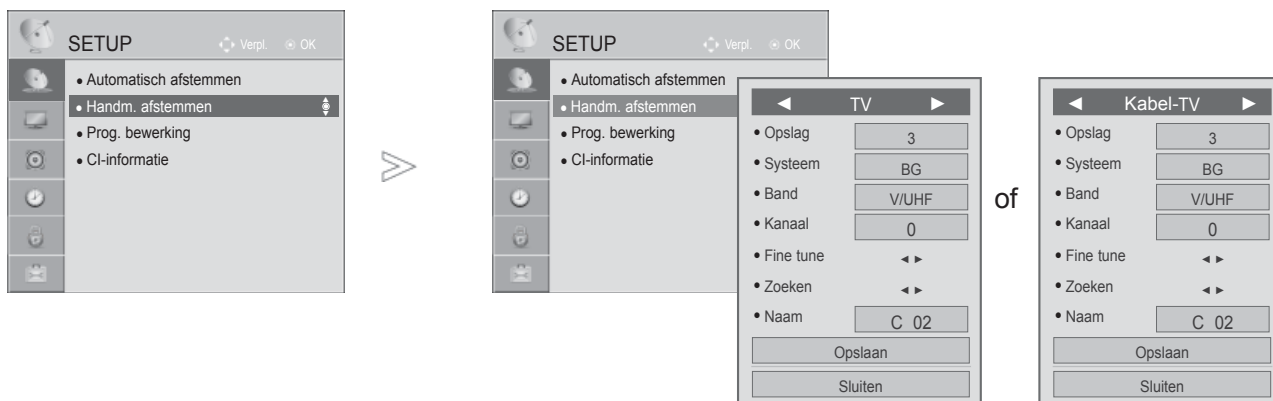 SETUP
Verpl. OK
• Automatisch afstemmen
• Handm. afstemmen
• Prog. bewerking
• CI-informatie
SETUP
Verpl. OK
• Automatisch afstemmen
• Handm. afstemmen
• Prog. bewerking
• CI-informatie
◄ TV ►
• Opslag 3
• Systeem BG
• Band V/UHF
• Kanaal 0
• Fine tune ◄ ►
• Zoeken ◄ ►
• Naam C 02
Opslaan
Sluiten
of
◄ Kabel-TV ►
• Opslag 3
• Systeem BG
• Band V/UHF
• Kanaal 0
• Fine tune ◄ ►
• Zoeken ◄ ►
• Naam C 02
Opslaan
Sluiten